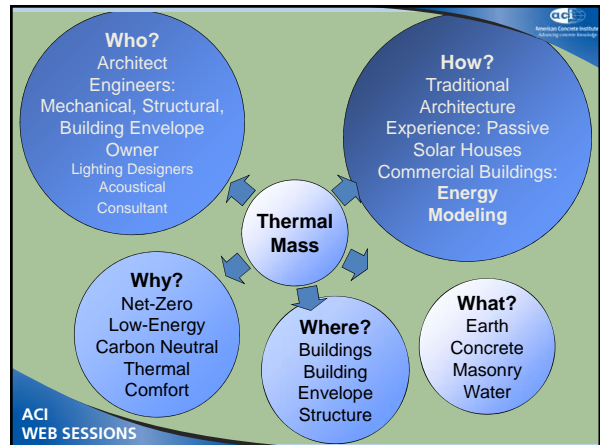 aci
American Concrete Institute
Advancing concrete knowledge
Who?
Architect
Engineers:
Mechanical, Structural,
Building Envelope
Owner
Lighting Designers
Acoustical
Consultant
How?
Traditional
Architecture
Experience: Passive
Solar Houses
Commercial Buildings:
Energy
Modeling
Thermal
Mass
Why?
Net-Zero
Low-Energy
Carbon Neutral
Thermal
Comfort
Where?
Buildings
Building
Envelope
Structure
What?
Earth
Concrete
Masonry
Water
ACI
WEB SESSIONS